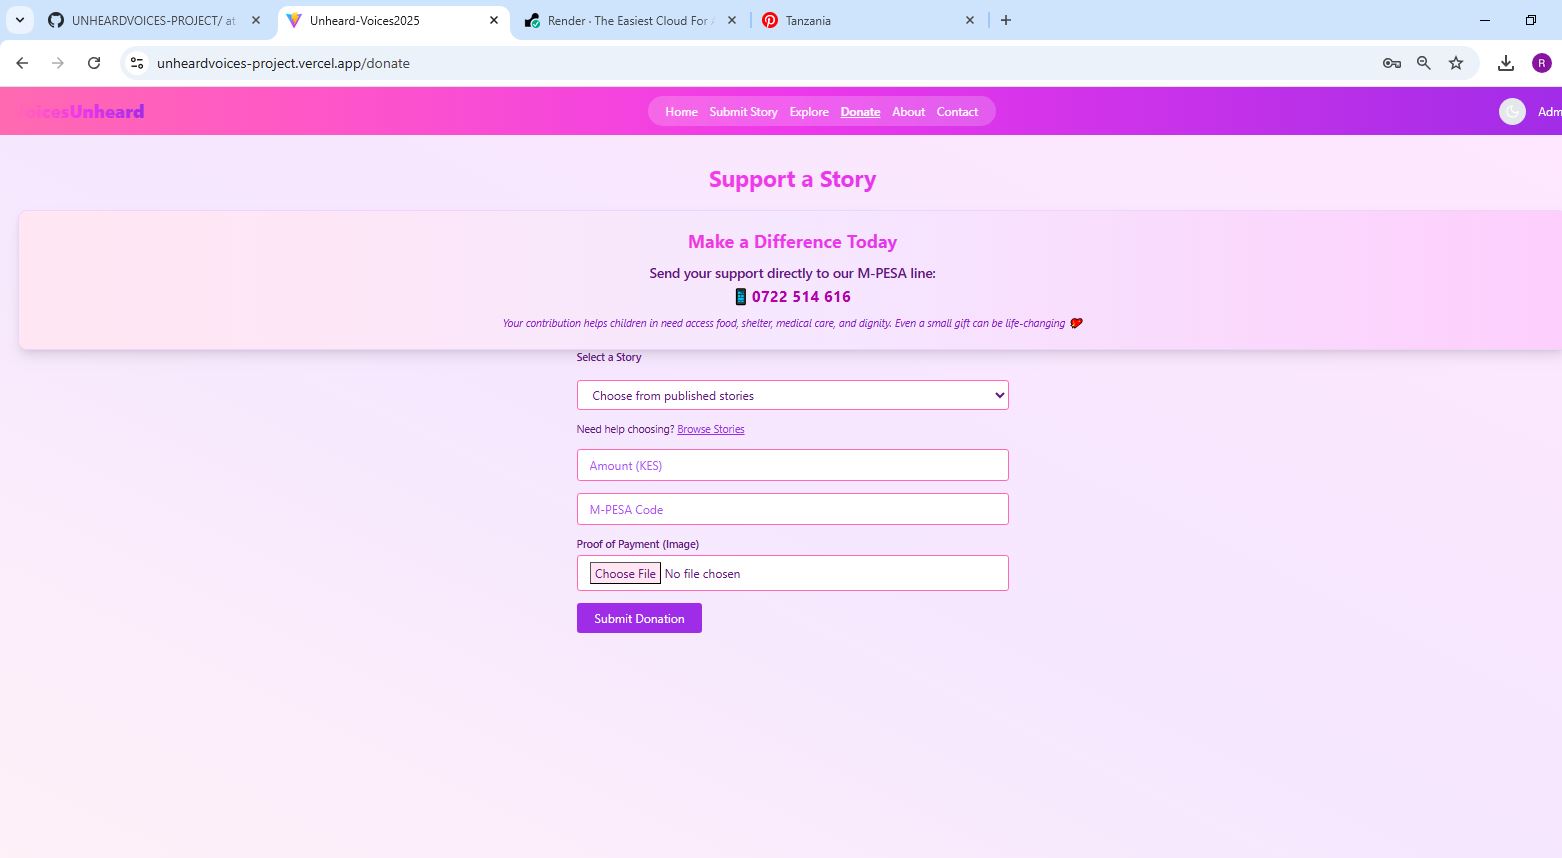 UNHEARDVOICES-PROJECT/ at
Unheard-Voices2025
Render · The Easiest Cloud For
Tanzania
unheardvoices-project.vercel.app/donate
R
VoicesUnheard
Home
Submit Story
Explore
Donate
About
Contact
Adm
Support a Story
Make a Difference Today
Send your support directly to our M-PESA line:
📱 0722 514 616
Your contribution helps children in need access food, shelter, medical care, and dignity. Even a small gift can be life-changing 💖
Select a Story
Choose from published stories
Need help choosing? Browse Stories
Amount (KES)
M-PESA Code
Proof of Payment (Image)
Choose File No file chosen
Submit Donation